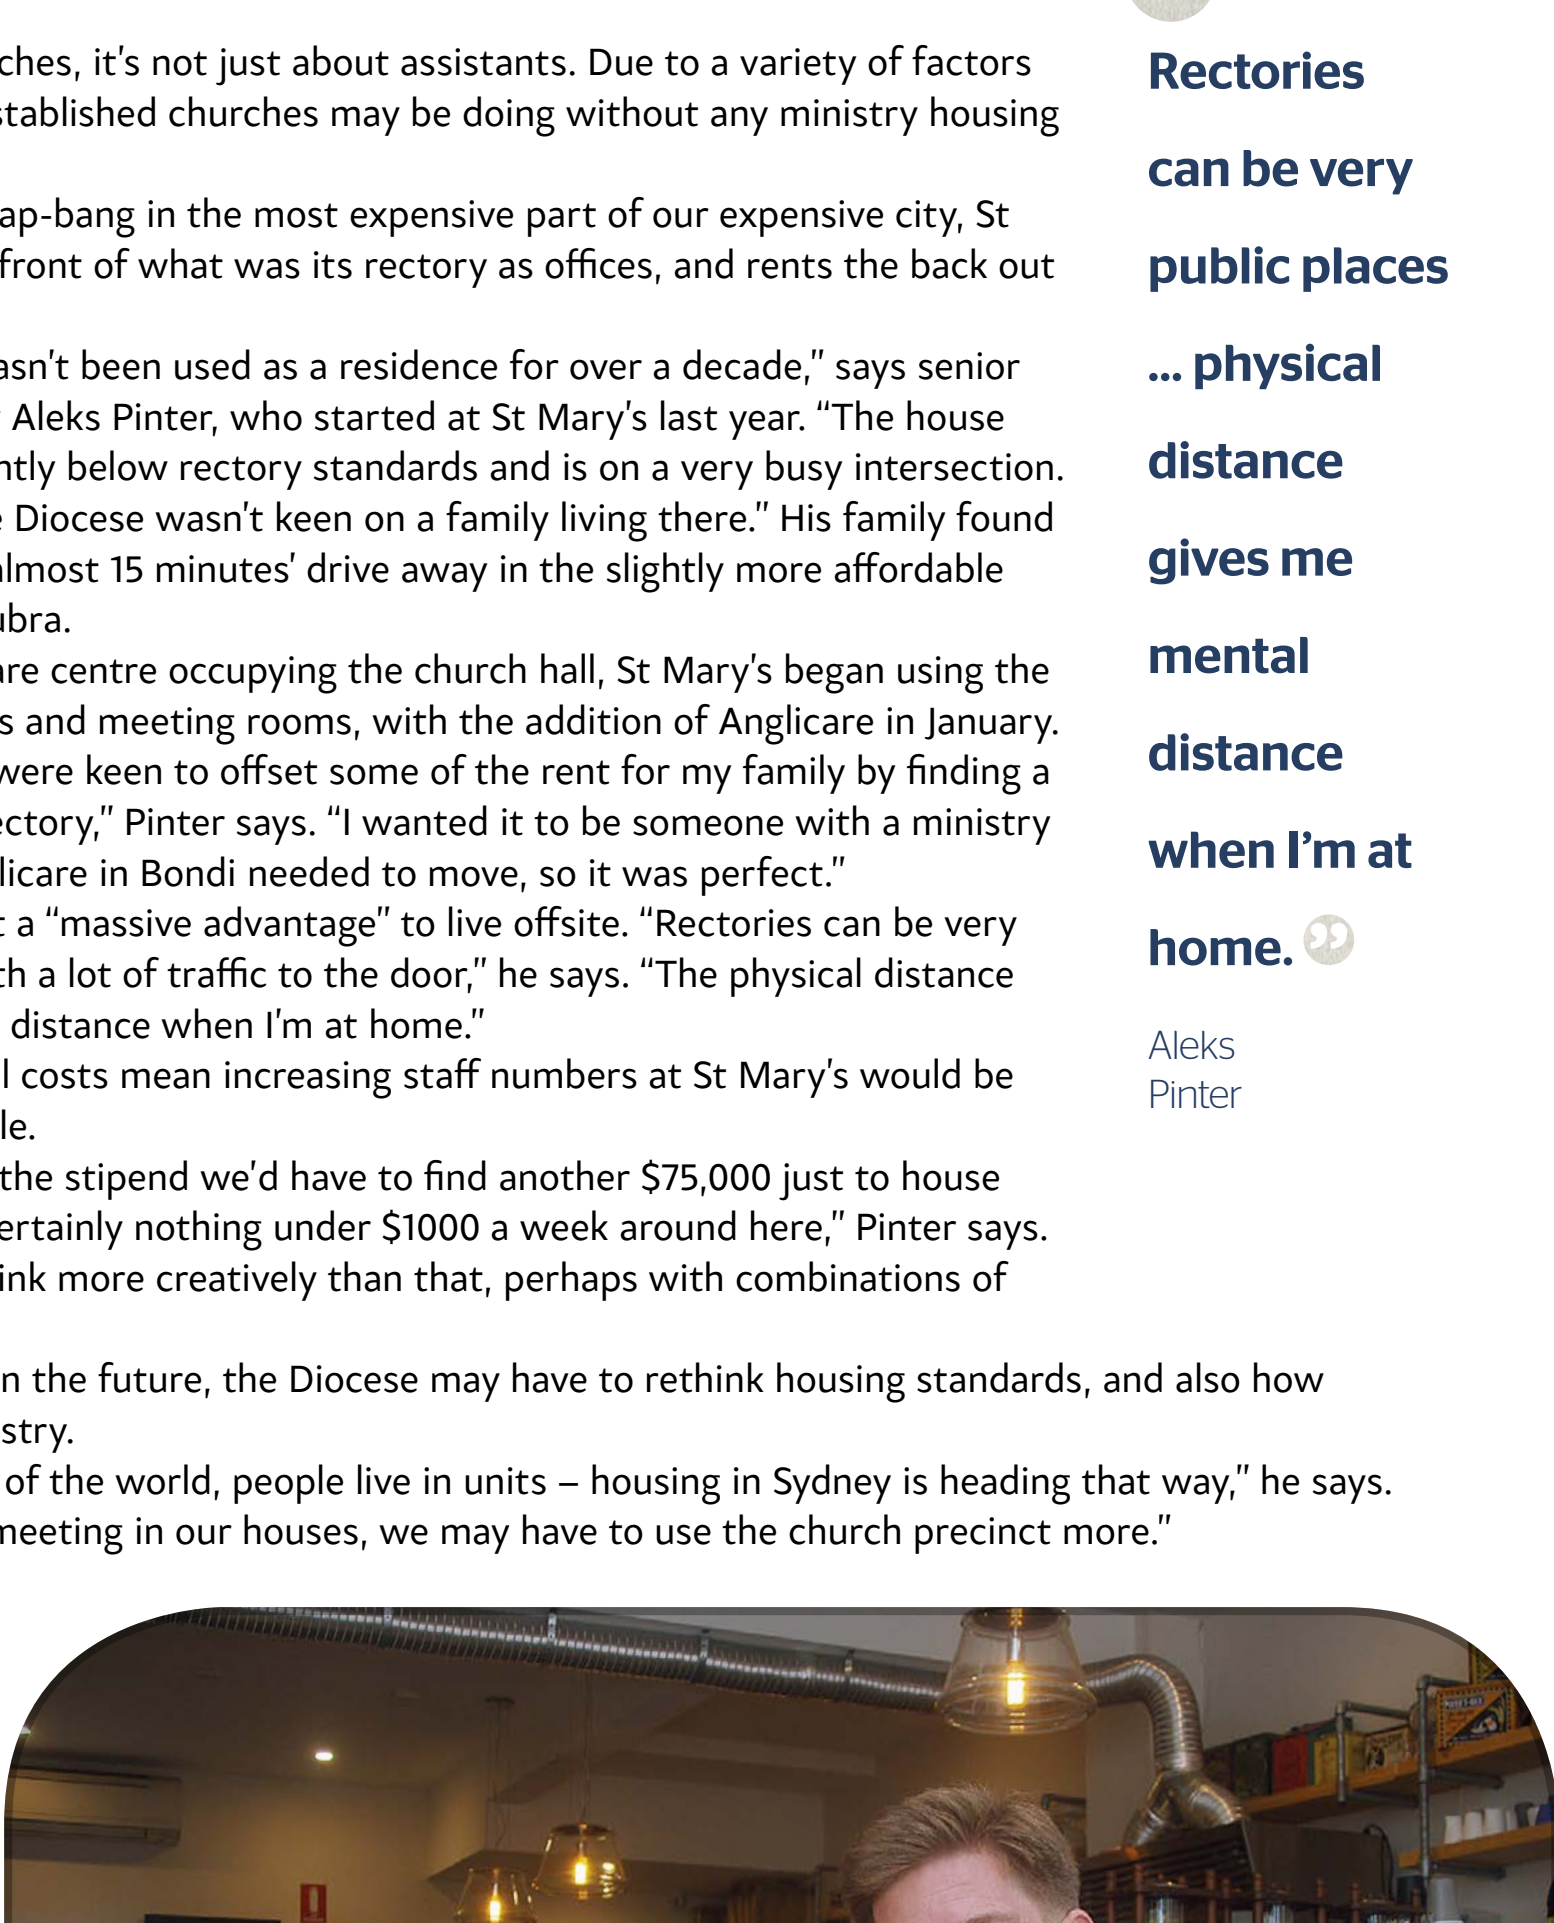 ches, it's not just about assistants. Due to a variety of factors
stablished churches may be doing without any ministry housing
ap-bang in the most expensive part of our expensive city, St
front of what was its rectory as offices, and rents the back out
asn't been used as a residence for over a decade,” says senior
Aleks Pinter, who started at St Mary's last year. “The house
ntly below rectory standards and is on a very busy intersection.
e Diocese wasn't keen on a family living there.” His family found
almost 15 minutes' drive away in the slightly more affordable
ubra.
are centre occupying the church hall, St Mary's began using the
s and meeting rooms, with the addition of Anglicare in January.
were keen to offset some of the rent for my family by finding a
ectory,” Pinter says. “I wanted it to be someone with a ministry
licare in Bondi needed to move, so it was perfect.”
t a “massive advantage” to live offsite. “Rectories can be very
th a lot of traffic to the door,” he says. “The physical distance
distance when I'm at home.”
l costs mean increasing staff numbers at St Mary's would be
le.
the stipend we'd have to find another $75,000 just to house
ertainly nothing under $1000 a week around here,” Pinter says.
ink more creatively than that, perhaps with combinations of
n the future, the Diocese may have to rethink housing standards, and also how
stry.
of the world, people live in units – housing in Sydney is heading that way,” he says.
meeting in our houses, we may have to use the church precinct more.”
Rectories
can be very
public places
... physical
distance
gives me
mental
distance
when I’m at
home.”
Aleks
Pinter